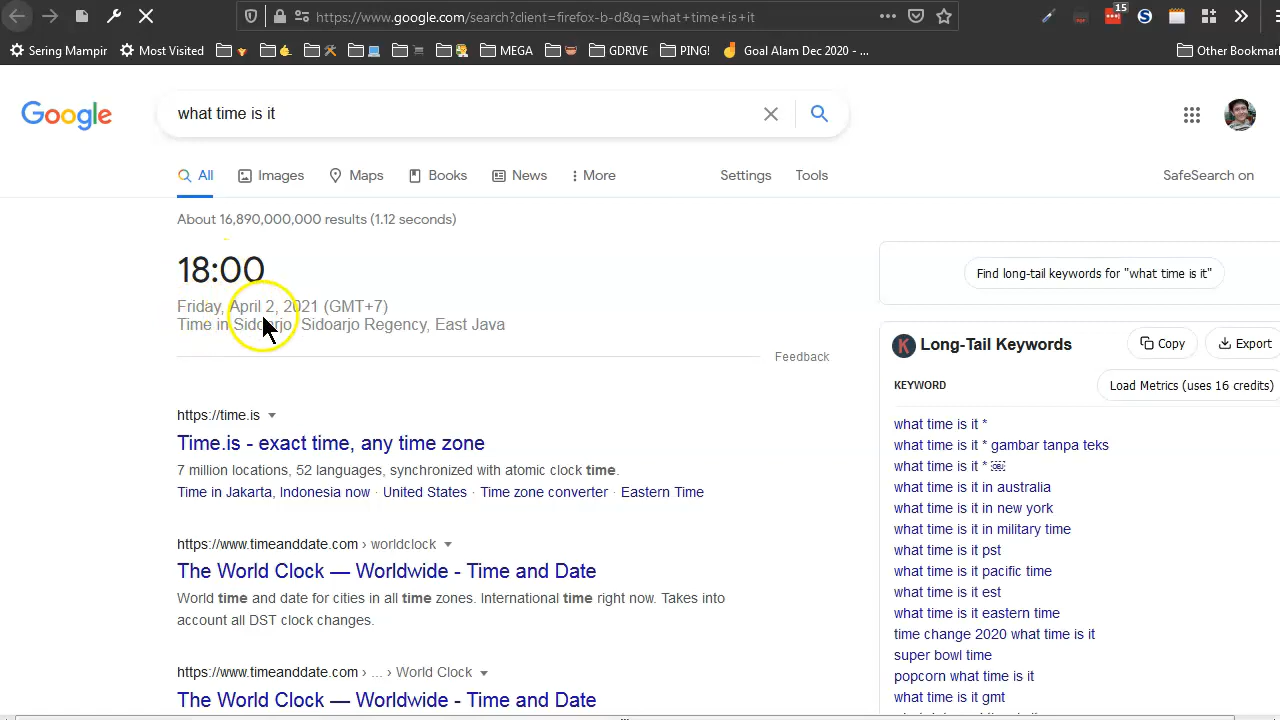 https://www.google.com/search?client=firefox-b-d&q=what+time+is+it
15
Sering Mampir
Most Visited
MEGA
GDRIVE
PING!
Goal Alam Dec 2020 - ...
Other Bookmar
Google
what time is it
All
Images
Maps
Books
News
More
Settings
Tools
SafeSearch on
About 16,890,000,000 results (1.12 seconds)
18:00
Friday, April 2, 2021 (GMT+7)
Time in Sidoarjo, Sidoarjo Regency, East Java
Feedback
https://time.is
Time.is - exact time, any time zone
7 million locations, 52 languages, synchronized with atomic clock time.
Time in Jakarta, Indonesia now · United States · Time zone converter · Eastern Time
https://www.timeanddate.com › worldclock
The World Clock — Worldwide - Time and Date
World time and date for cities in all time zones. International time right now. Takes into
account all DST clock changes.
https://www.timeanddate.com › ... › World Clock
The World Clock — Worldwide - Time and Date
Find long-tail keywords for "what time is it"
K
Long-Tail Keywords
Copy
Export
KEYWORD
Load Metrics (uses 16 credits)
what time is it *
what time is it * gambar tanpa teks
what time is it * ￼
what time is it in australia
what time is it in new york
what time is it in military time
what time is it pst
what time is it pacific time
what time is it est
what time is it eastern time
time change 2020 what time is it
super bowl time
popcorn what time is it
what time is it gmt